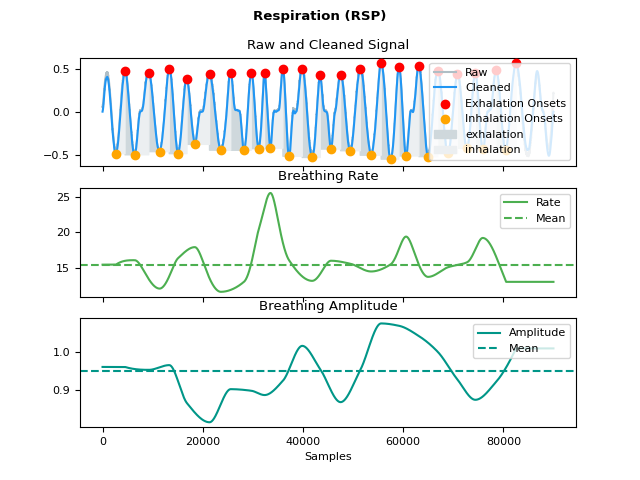 Respiration (RSP)
Raw and Cleaned Signal
0.5
0.0
−0.5
Raw
Cleaned
Exhalation Onsets
Inhalation Onsets
exhalation
inhalation
Breathing Rate
25
20
15
Rate
Mean
Breathing Amplitude
1.0
0.9
Amplitude
Mean
0
20000
40000
60000
80000
Samples